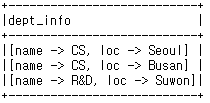 +---------------------------+
|dept_info                  |
+---------------------------+
|[name -> CS, loc -> Seoul] |
|[name -> CS, loc -> Busan] |
|[name -> R&D, loc -> Suwon]|
+---------------------------+